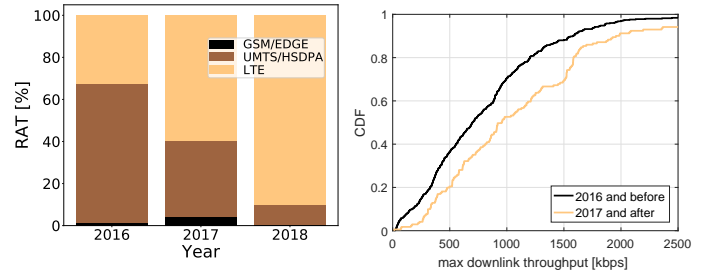 100
80
60
40
20
0
RAT [%]
GSM/EDGE
UMTS/HSDPA
LTE
2016 2017 2018
Year
1
0.8
0.6
0.4
0.2
0
CDF
2016 and before
2017 and after
0 500 1000 1500 2000 2500
max downlink throughput [kbps]